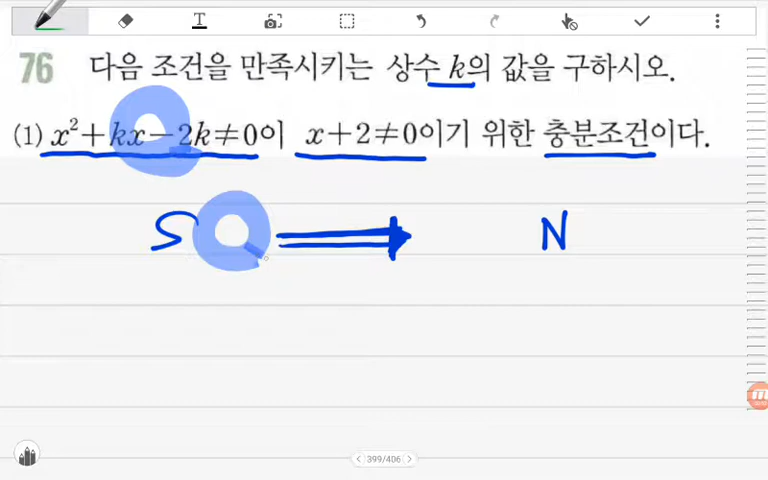 76 다음 조건을 만족시키는 상수 k의 값을 구하시오.
(1) x²+kx-2k≠0이 x+2≠0이기 위한 충분조건이다.
S ⟹ N
399/406